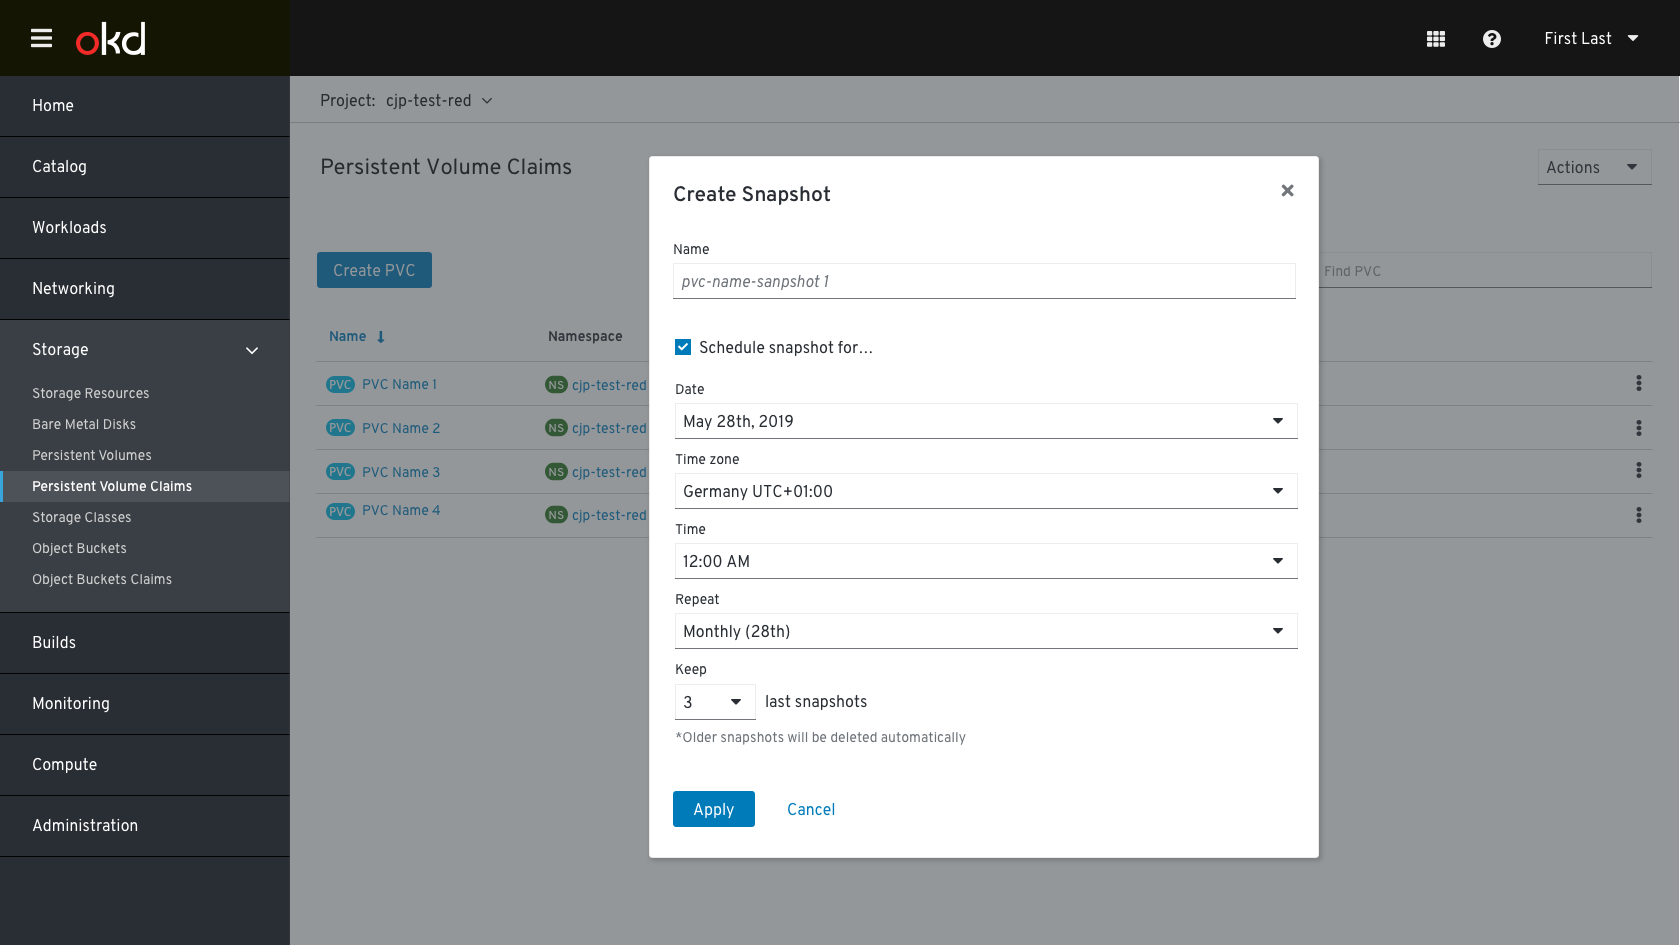 okd
First Last
Home
Catalog
Workloads
Networking
Storage
Storage Resources
Bare Metal Disks
Persistent Volumes
Persistent Volume Claims
Storage Classes
Object Buckets
Object Buckets Claims
Builds
Monitoring
Compute
Administration
Project: cjp-test-red
Persistent Volume Claims
Actions
Create PVC
Find PVC
Name Namespace
PVC PVC Name 1 NS cjp-test-red
PVC PVC Name 2 NS cjp-test-red
PVC PVC Name 3 NS cjp-test-red
PVC PVC Name 4 NS cjp-test-red
Create Snapshot
Name
pvc-name-sanpshot 1
Schedule snapshot for...
Date
May 28th, 2019
Time zone
Germany UTC+01:00
Time
12:00 AM
Repeat
Monthly (28th)
Keep
3 last snapshots
*Older snapshots will be deleted automatically
Apply Cancel